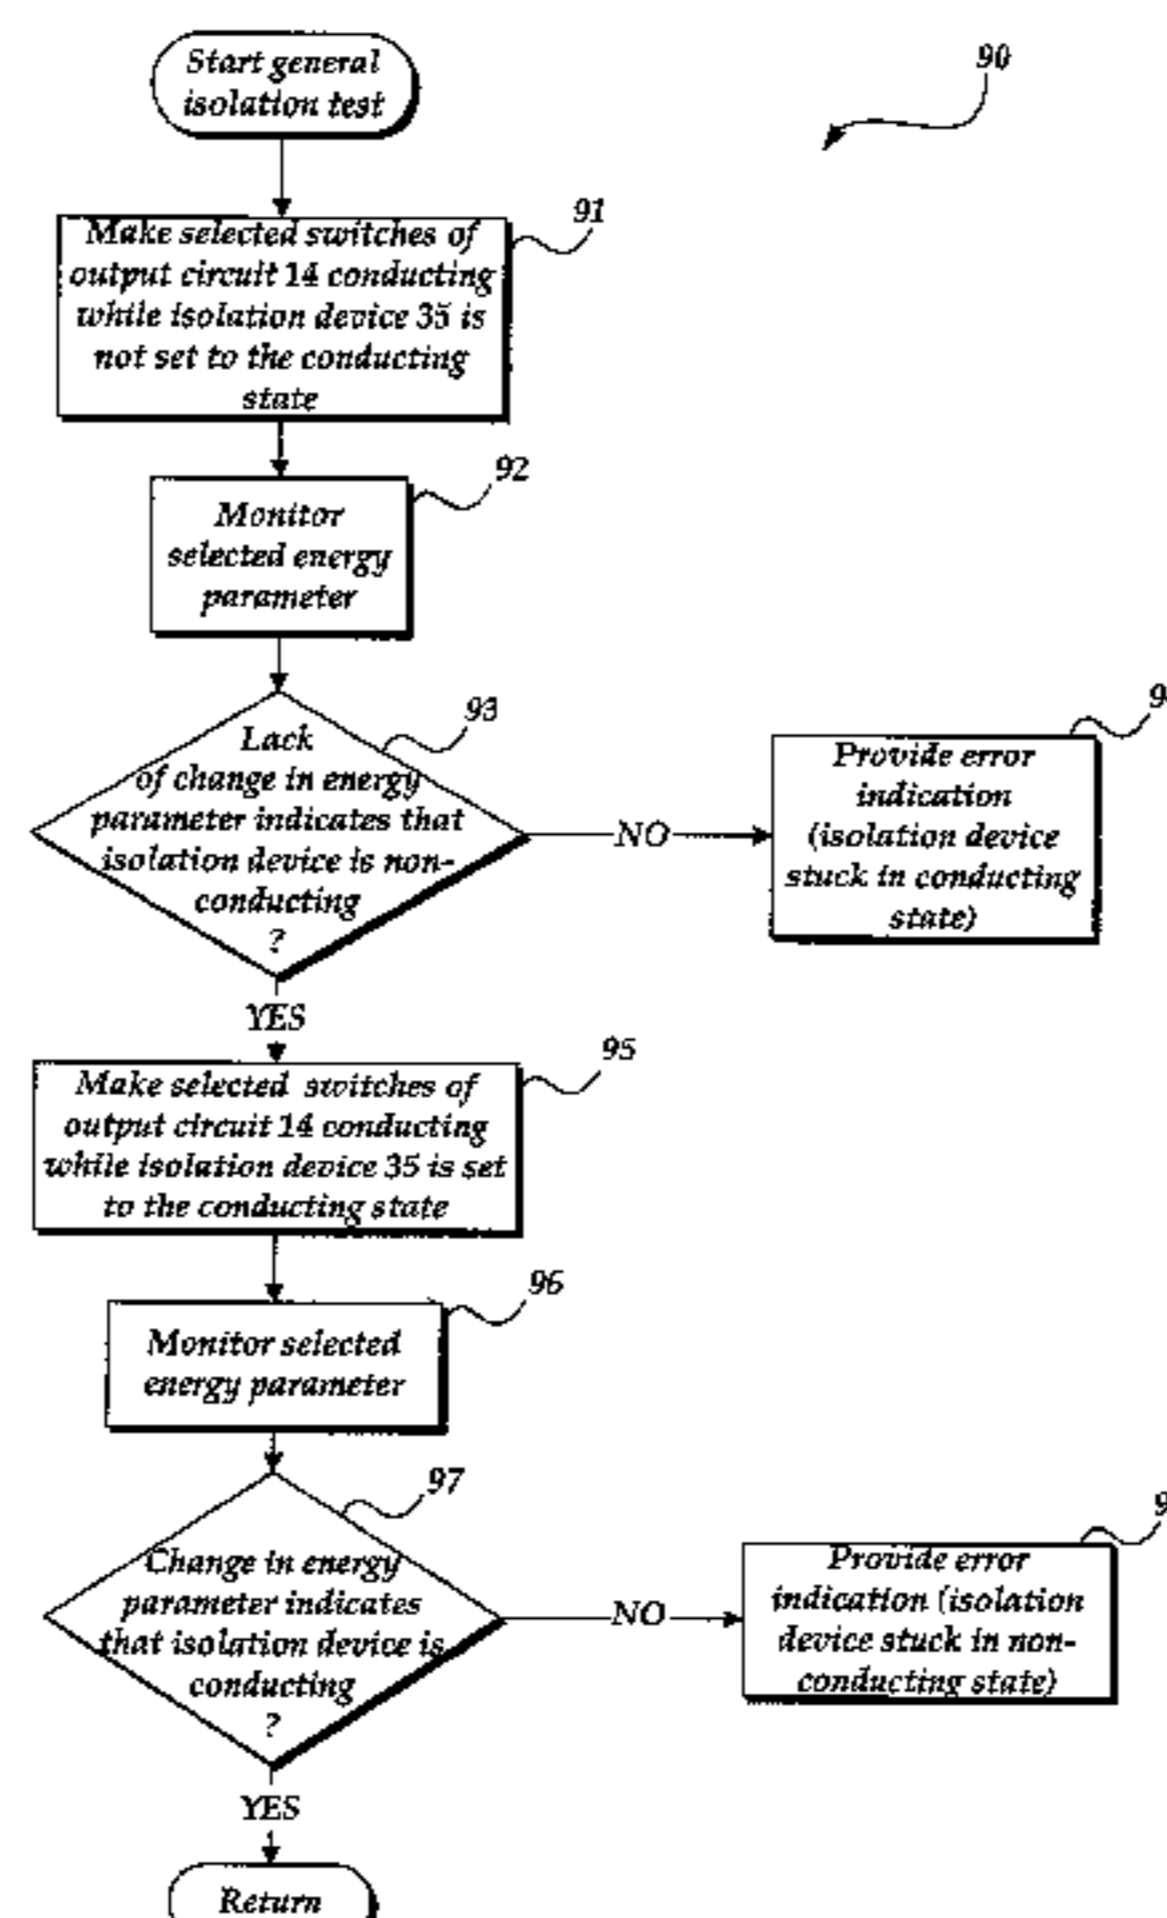 Start general
isolation test
90
91
Make selected switches of
output circuit 14 conducting
while isolation device 35 is
not set to the conducting
state
92
Monitor
selected energy
parameter
93
Lack
of change in energy
parameter indicates that
isolation device is non-
conducting
?
NO
Provide error
indication
(isolation device
stuck in conducting
state)
YES
95
Make selected switches of
output circuit 14 conducting
while isolation device 35 is set
to the conducting state
96
Monitor selected
energy parameter
97
Change in energy
parameter indicates
that isolation device is
conducting
?
NO
Provide error
indication (isolation
device stuck in non-
conducting state)
YES
Return